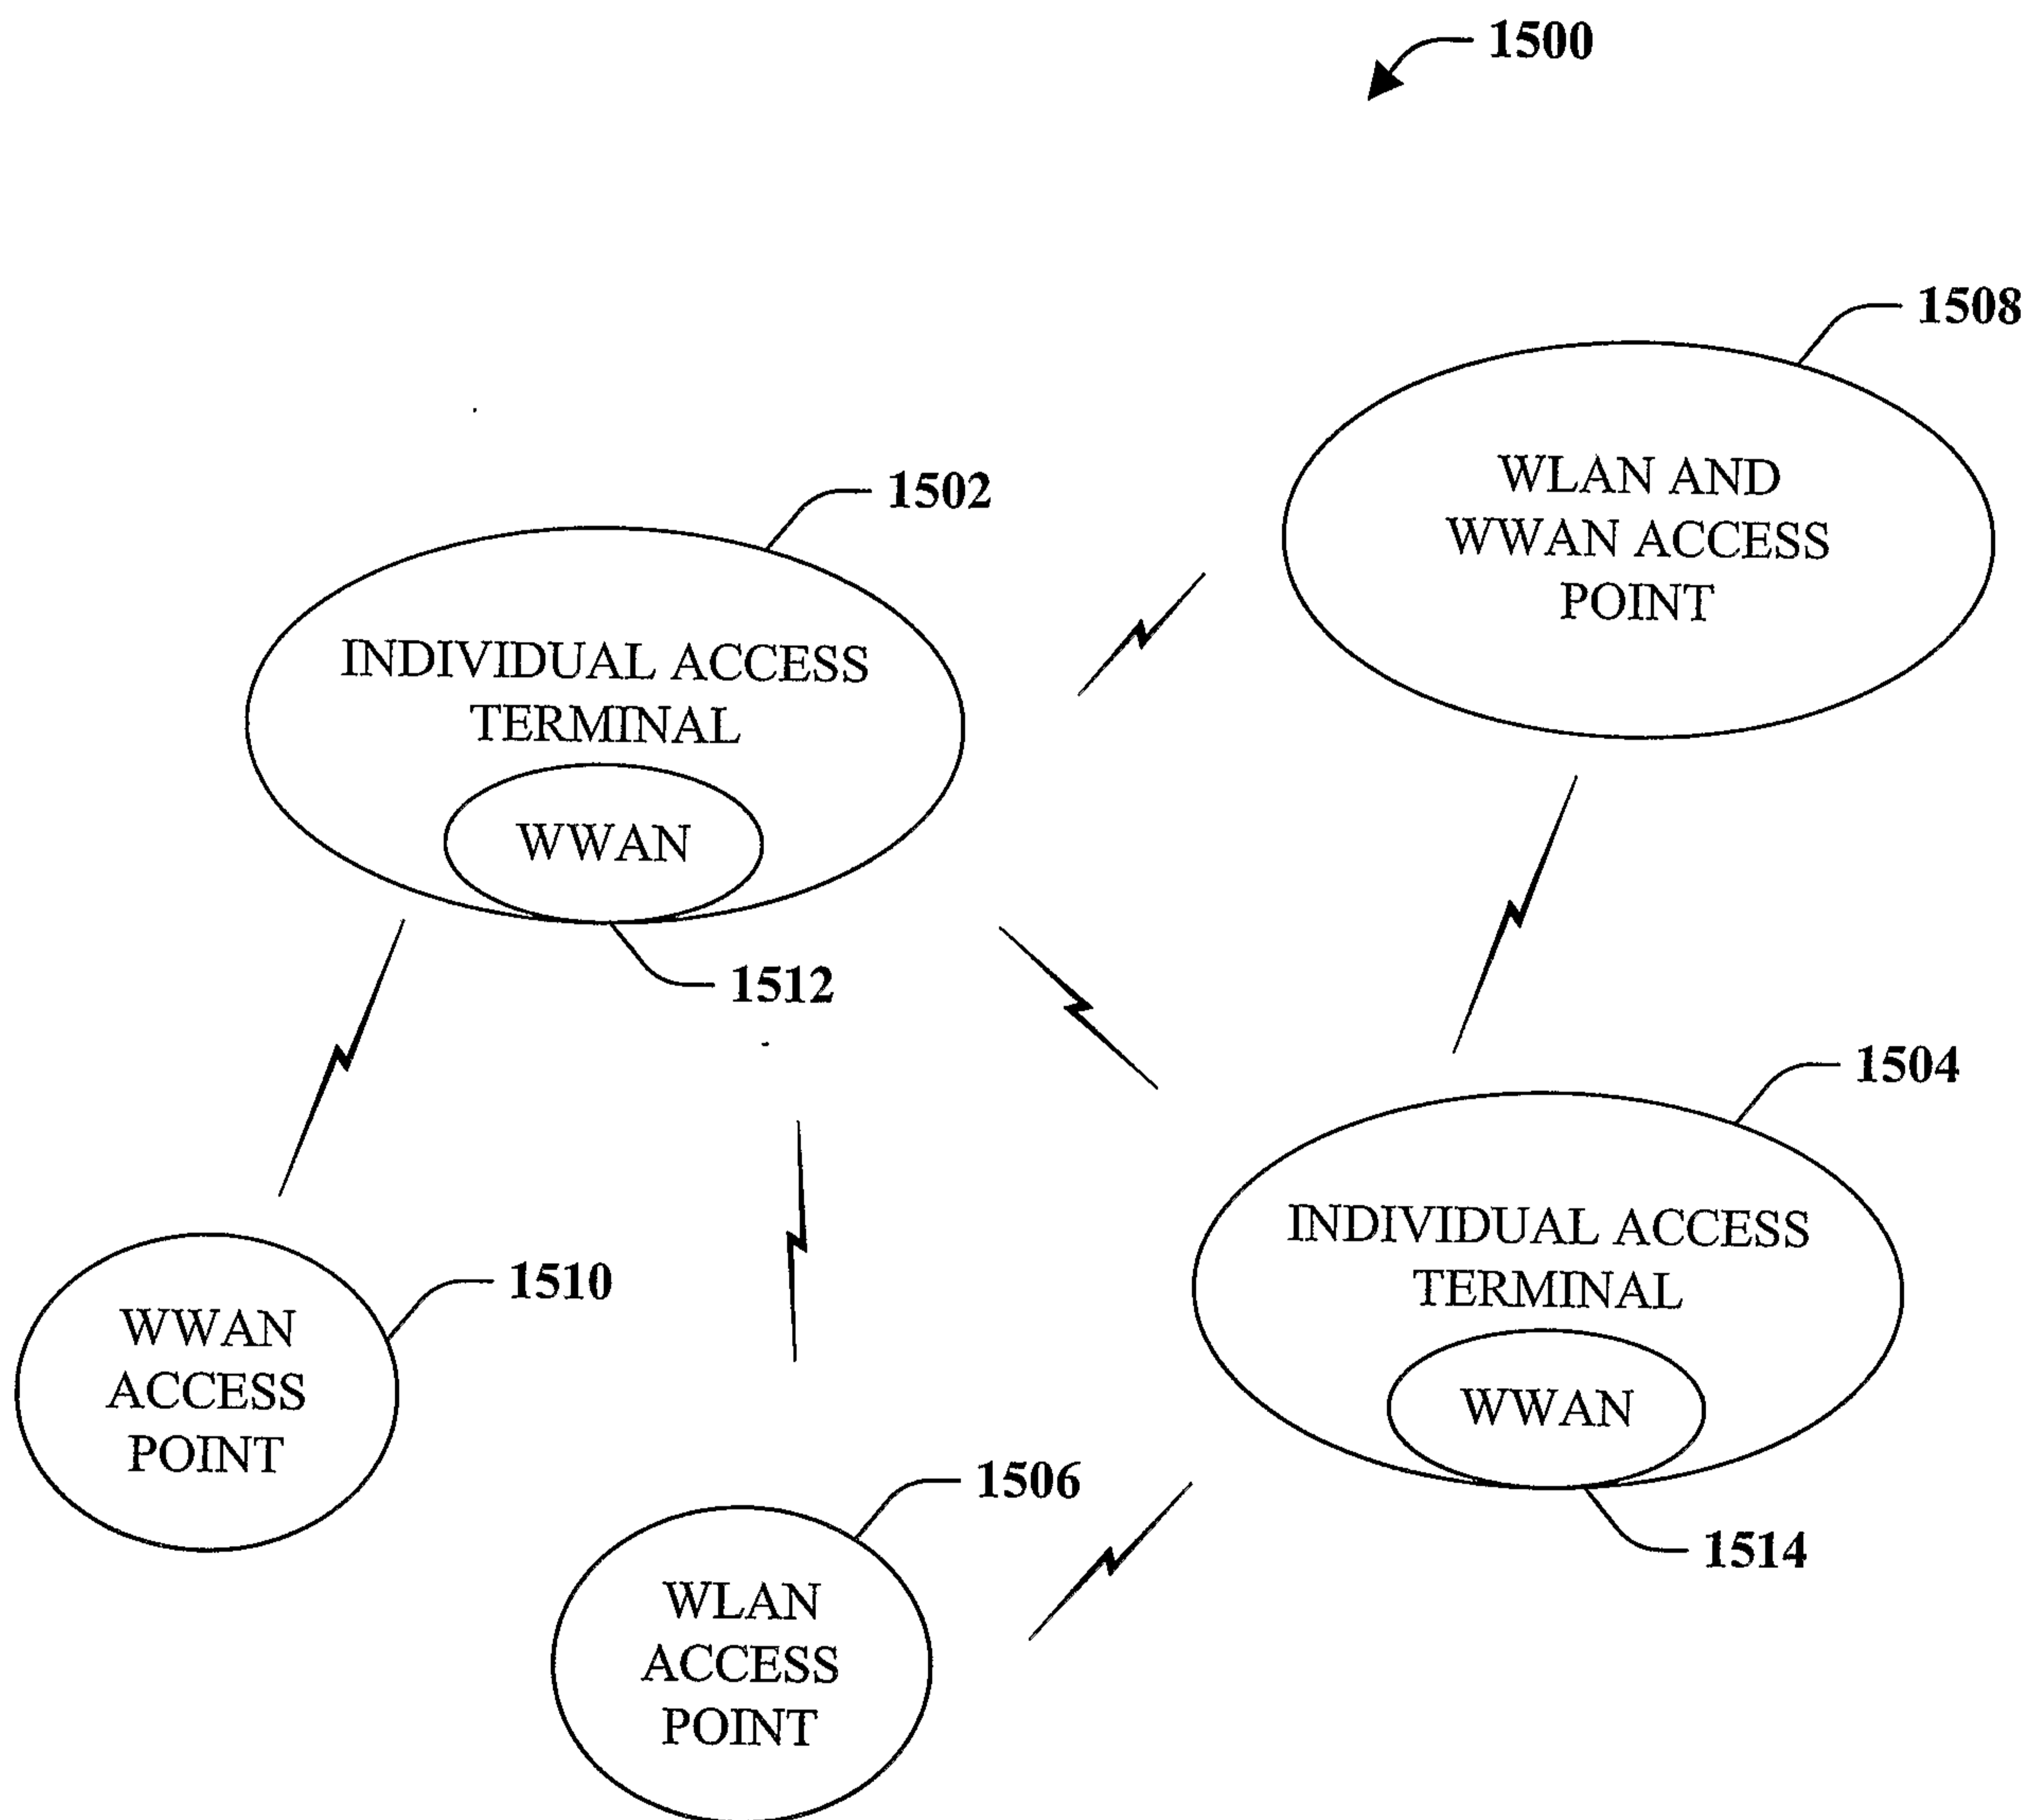 1500
1508
WLAN AND
WWAN ACCESS
POINT
1502
INDIVIDUAL ACCESS
TERMINAL
WWAN
1512
1504
INDIVIDUAL ACCESS
TERMINAL
WWAN
1514
1510
WWAN
ACCESS
POINT
1506
WLAN
ACCESS
POINT